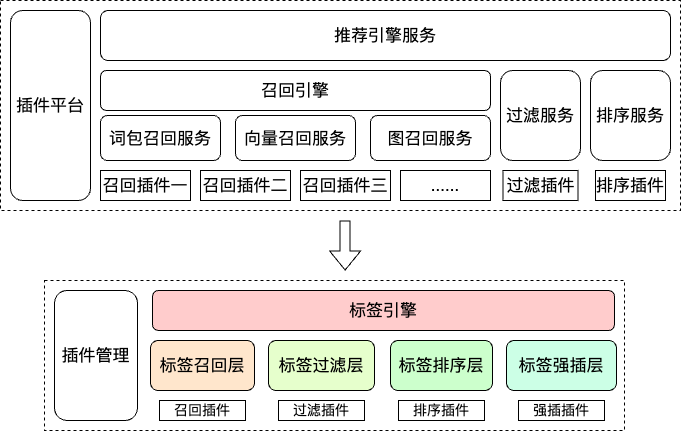 插件平台
推荐引擎服务
召回引擎
过滤服务
排序服务
词包召回服务
向量召回服务
图召回服务
召回插件一
召回插件二
召回插件三
......
过滤插件
排序插件
插件管理
标签引擎
标签召回层
标签过滤层
标签排序层
标签强插层
召回插件
过滤插件
排序插件
强插插件